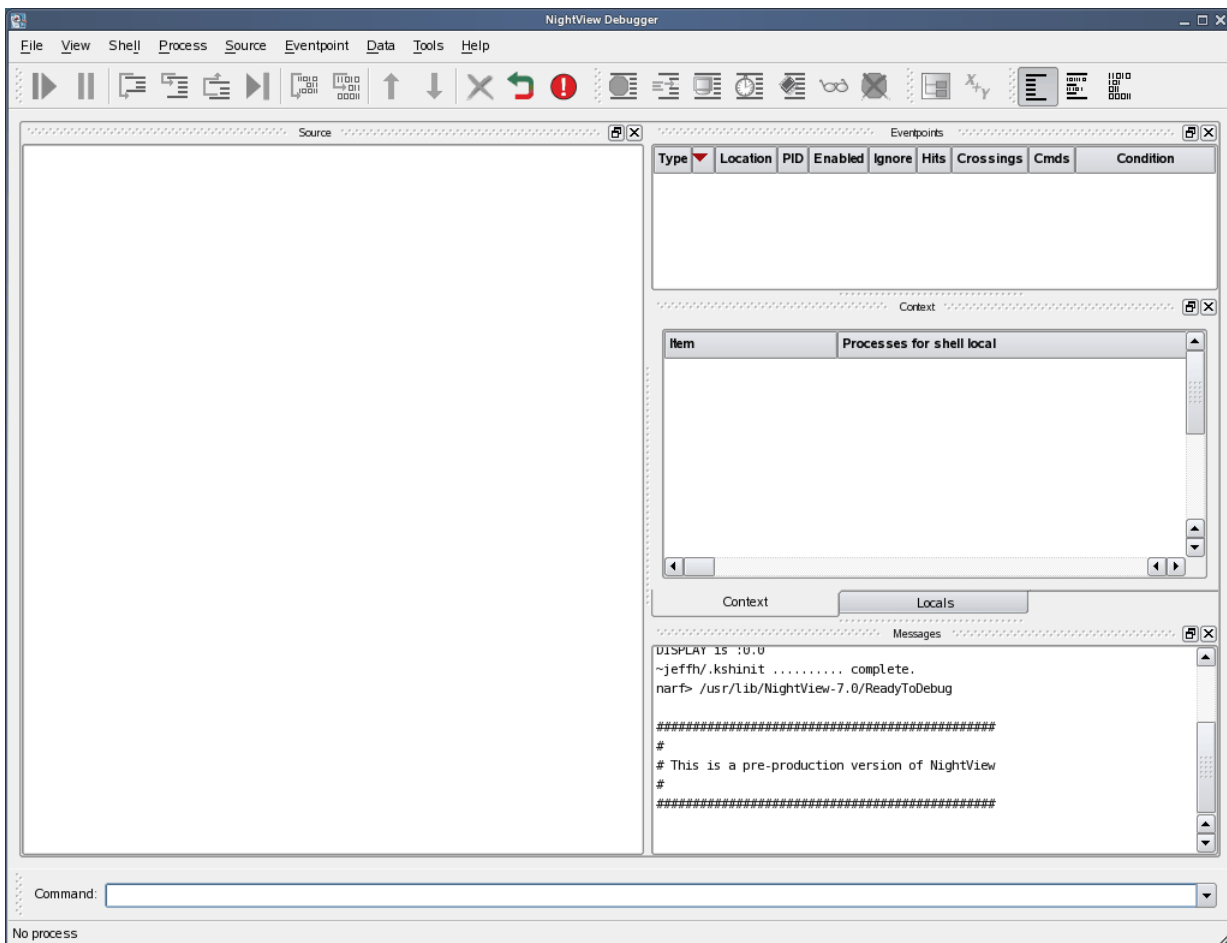 NightView Debugger
File View Shell Process Source Eventpoint Data Tools Help
Source
Eventpoints
Type Location PID Enabled Ignore Hits Crossings Cmds Condition
Context
Item Processes for shell local
Context Locals
Messages
DISPLAY is :0.0
~jeffh/.kshinit .......... complete.
narf> /usr/lib/NightView-7.0/ReadyToDebug
###############################################
#
# This is a pre-production version of NightView
#
###############################################
Command:
No process